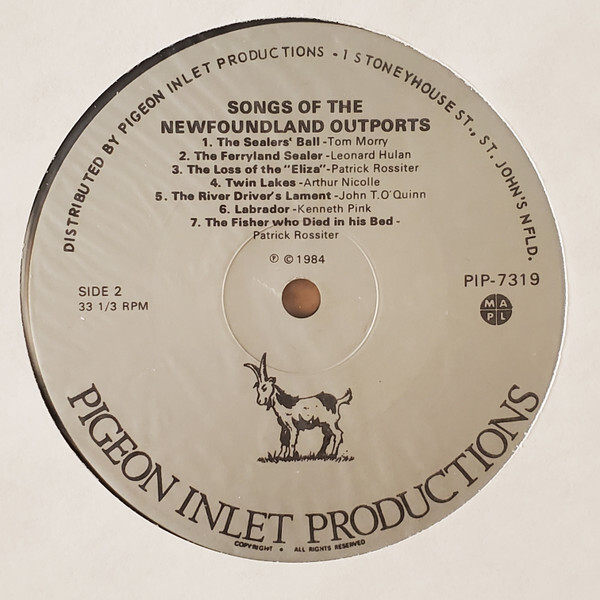 DISTRIBUTED BY PIGEON INLET PRODUCTIONS - 1 STONEYHOUSE ST., ST. JOHN'S NFLD.
SONGS OF THE
NEWFOUNDLAND OUTPORTS
1. The Sealers' Ball -Tom Morry
2. The Ferryland Sealer -Leonard Hulan
3. The Loss of the "Eliza"-Patrick Rossiter
4. Twin Lakes -Arthur Nicolle
5. The River Driver's Lament -John T.O'Quinn
6. Labrador -Kenneth Pink
7. The Fisher who Died in his Bed -
Patrick Rossiter
℗ © 1984
SIDE 2
33 1/3 RPM
PIP-7319
M A
P L
PIGEON INLET PRODUCTIONS
COPYRIGHT • ALL RIGHTS RESERVED